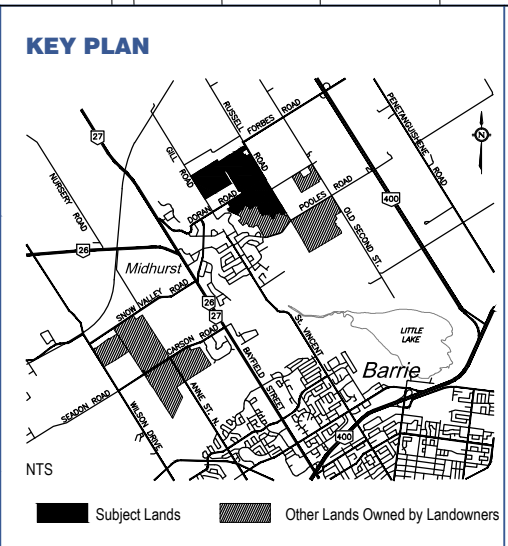 KEY PLAN
27
RUSSELL
ROAD
FORBES ROAD
PENETANGUISHENE
ROAD
GILL ROAD
N
NURSERY ROAD
400
DORAN ROAD
POOLES ROAD
OLD SECOND ST.
26
Midhurst
SNOW VALLEY ROAD
26
27
ST. VINCENT
LITTLE
LAKE
CARSON ROAD
BAYFIELD
STREET
Barrie
SEADON ROAD
WILSON DRIVE
ANNE ST. N.
400
NTS
Subject Lands
Other Lands Owned by Landowners